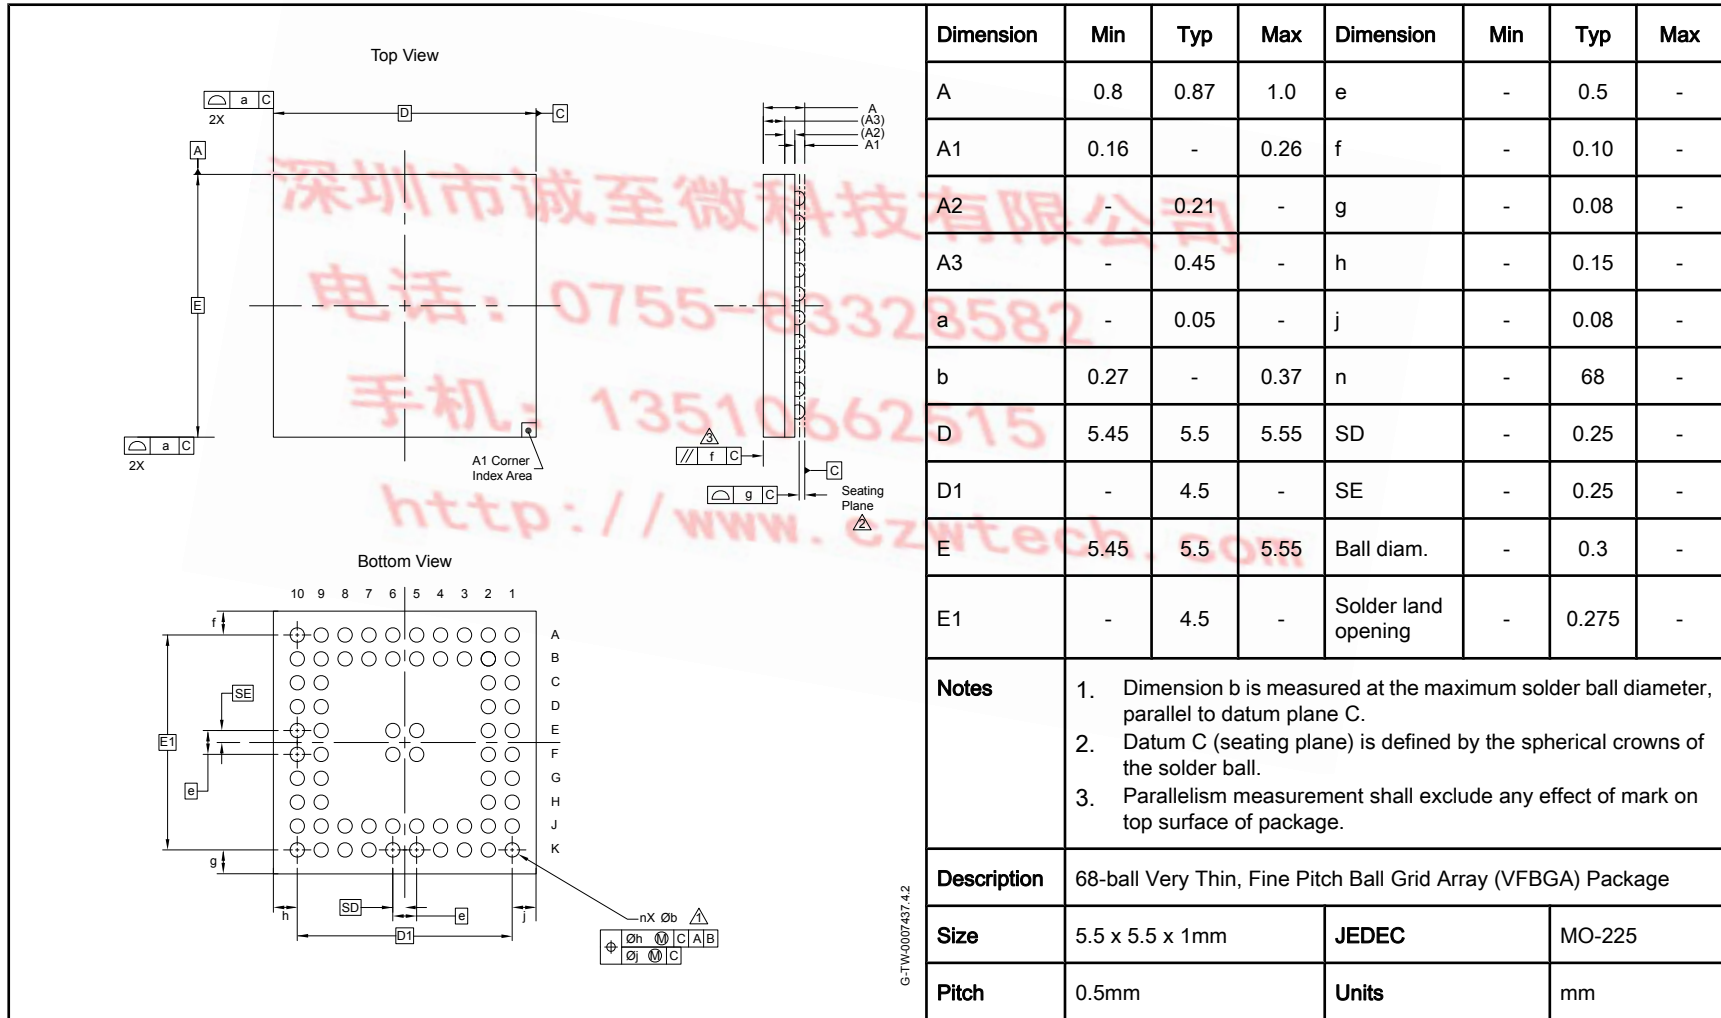 Top View
a C
2X
D
C
A
E
a C
2X
A1 Corner
Index Area
A
(A3)
(A2)
A1
3
// f C
C
g C
Seating
Plane
2
Bottom View
10 9 8 7 6 5 4 3 2 1
f
A
B
C
D
E
F
G
H
J
K
SE
E1
e
g
h
SD
e
j
D1
nX Øb 1
Øh M C A B
Øj M C
G-TW-0007437.4.2
深圳市诚至微科技有限公司
电话：0755-83328582
手机：13510662515
http://www.czwtech.com
Dimension Min Typ Max Dimension Min Typ Max
A 0.8 0.87 1.0 e - 0.5 -
A1 0.16 - 0.26 f - 0.10 -
A2 - 0.21 - g - 0.08 -
A3 - 0.45 - h - 0.15 -
a - 0.05 - j - 0.08 -
b 0.27 - 0.37 n - 68 -
D 5.45 5.5 5.55 SD - 0.25 -
D1 - 4.5 - SE - 0.25 -
E 5.45 5.5 5.55 Ball diam. - 0.3 -
E1 - 4.5 - Solder land
opening - 0.275 -
Notes 1. Dimension b is measured at the maximum solder ball diameter,
parallel to datum plane C.
2. Datum C (seating plane) is defined by the spherical crowns of
the solder ball.
3. Parallelism measurement shall exclude any effect of mark on
top surface of package.
Description 68-ball Very Thin, Fine Pitch Ball Grid Array (VFBGA) Package
Size 5.5 x 5.5 x 1mm JEDEC MO-225
Pitch 0.5mm Units mm